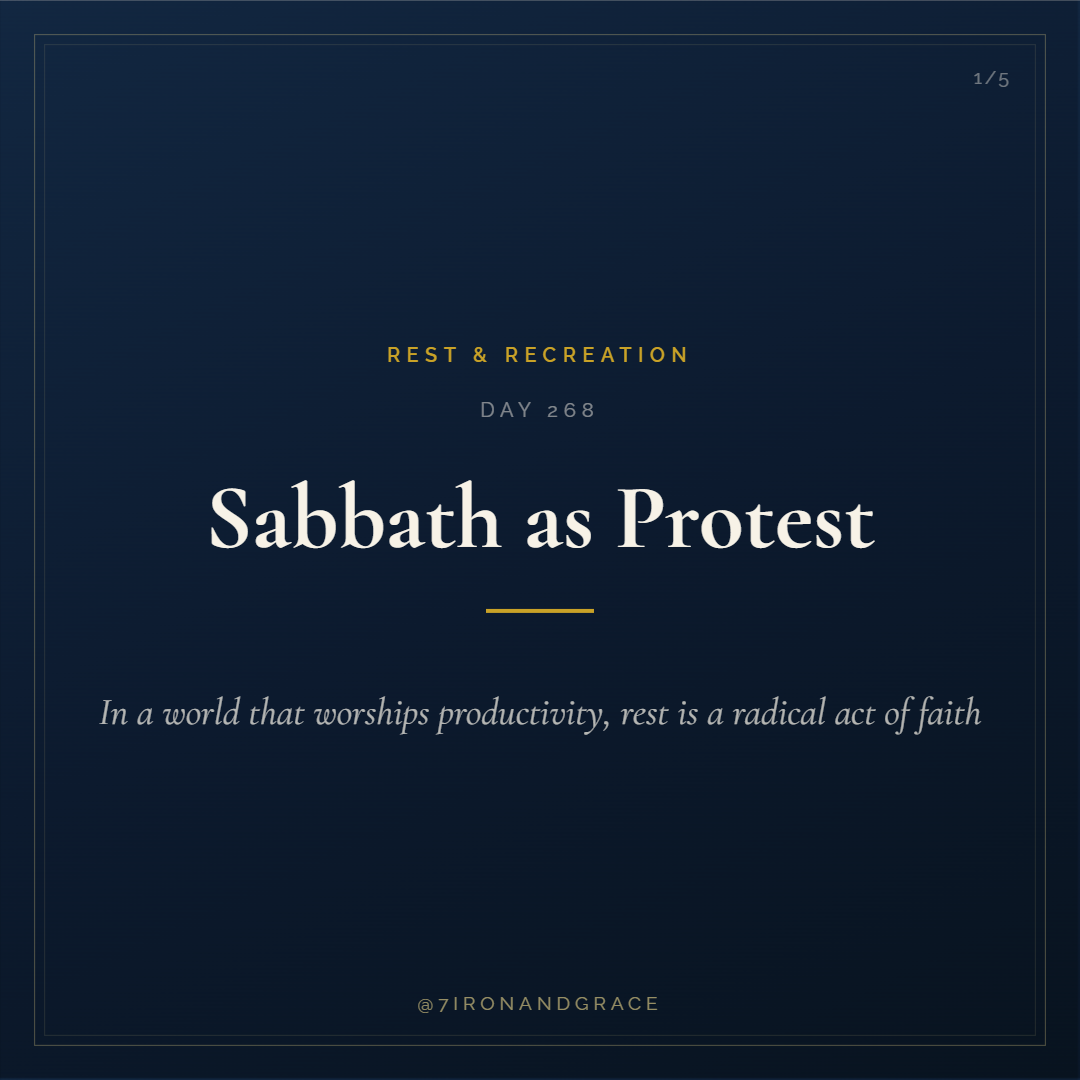 1/5
REST & RECREATION
DAY 268
Sabbath as Protest
In a world that worships productivity, rest is a radical act of faith
@7IRONANDGRACE